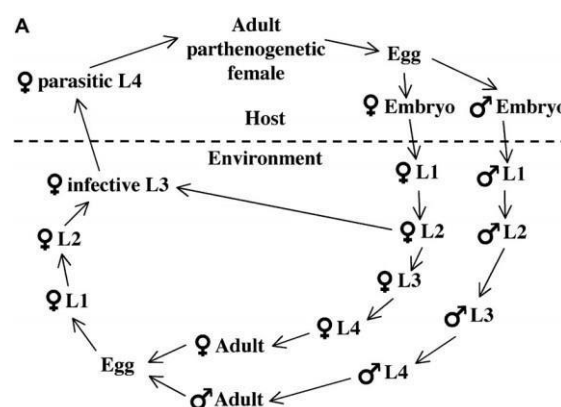 A
Adult
parthenogenetic
female
Egg
♀ parasitic L4
♀ Embryo
♂ Embryo
Host
Environment
♀ infective L3
♀ L1
♂ L1
♀ L2
♀ L2
♂ L2
♀ L3
♀ L1
♂ L3
♀ L4
♀ Adult
Egg
♂ L4
♂ Adult